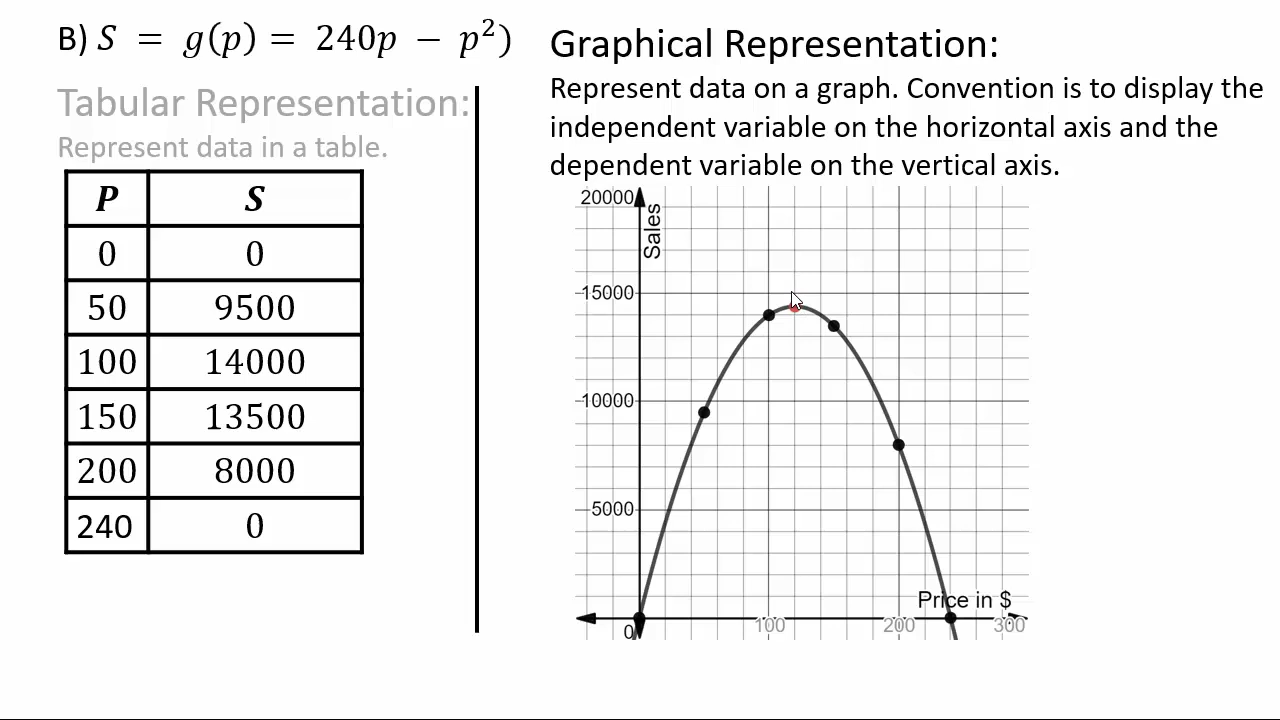 B) S = g(p) = 240p − p²)
Tabular Representation:
Represent data in a table.
P S
0 0
50 9500
100 14000
150 13500
200 8000
240 0
Graphical Representation:
Represent data on a graph. Convention is to display the
independent variable on the horizontal axis and the
dependent variable on the vertical axis.
20000
Sales
15000
10000
5000
Price in $
0 100 200 300